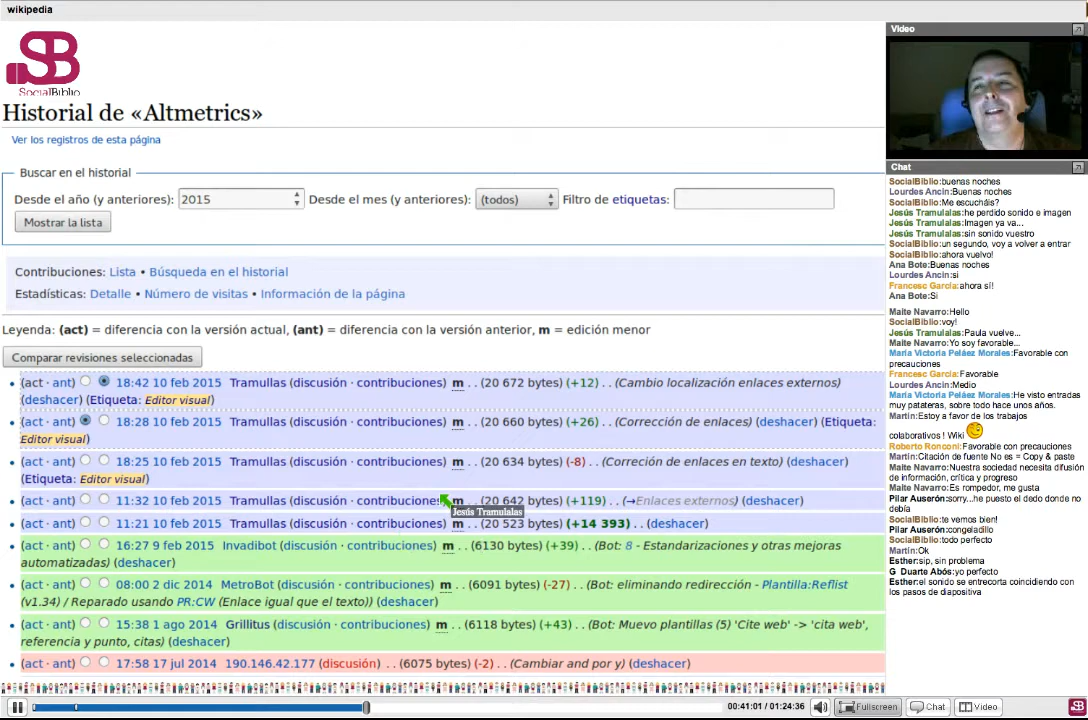 wikipedia
SB
SocialBiblio
Historial de «Altmetrics»
Ver los registros de esta página
Buscar en el historial
Desde el año (y anteriores): 2015 Desde el mes (y anteriores): (todos) Filtro de etiquetas:
Mostrar la lista
Contribuciones: Lista • Búsqueda en el historial
Estadísticas: Detalle • Número de visitas • Información de la página
Leyenda: (act) = diferencia con la versión actual, (ant) = diferencia con la versión anterior, m = edición menor
Comparar revisiones seleccionadas
• (act · ant) 18:42 10 feb 2015 Tramullas (discusión · contribuciones) m . . (20 672 bytes) (+12) . . (Cambio localización enlaces externos)
(deshacer) (Etiqueta: Editor visual)
• (act · ant) 18:28 10 feb 2015 Tramullas (discusión · contribuciones) m . . (20 660 bytes) (+26) . . (Corrección de enlaces) (deshacer) (Etiqueta:
Editor visual)
• (act · ant) 18:25 10 feb 2015 Tramullas (discusión · contribuciones) m . . (20 634 bytes) (-8) . . (Correción de enlaces en texto) (deshacer)
(Etiqueta: Editor visual)
• (act · ant) 11:32 10 feb 2015 Tramullas (discusión · contribuciones) m . . (20 642 bytes) (+119) . . (→Enlaces externos) (deshacer)
Jesús Tramulalas
• (act · ant) 11:21 10 feb 2015 Tramullas (discusión · contribuciones) m . . (20 523 bytes) (+14 393) . . (deshacer)
• (act · ant) 16:27 9 feb 2015 Invadibot (discusión · contribuciones) m . . (6130 bytes) (+39) . . (Bot: 8 - Estandarizaciones y otras mejoras
automatizadas) (deshacer)
• (act · ant) 08:00 2 dic 2014 MetroBot (discusión · contribuciones) m . . (6091 bytes) (-27) . . (Bot: eliminando redirección - Plantilla:Reflist
(v1.34) / Reparado usando PR:CW (Enlace igual que el texto)) (deshacer)
• (act · ant) 15:38 1 ago 2014 Grillitus (discusión · contribuciones) m . . (6118 bytes) (+43) . . (Bot: Muevo plantillas (5) 'Cite web' -> 'cita web',
referencia y punto, citas) (deshacer)
• (act · ant) 17:58 17 jul 2014 190.146.42.177 (discusión) . . (6075 bytes) (-2) . . (Cambiar and por y) (deshacer)
Video
Chat
SocialBiblio:buenas noches
Lourdes Ancin:Buenas noches
SocialBiblio:Me escucháis?
Jesús Tramulalas:he perdido sonido e imagen
Jesús Tramulalas:Imagen ya va...
Jesús Tramulalas:sin sonido vuestro
SocialBiblio:un segundo, voy a volver a entrar
SocialBiblio:ahora vuelvo!
Ana Bote:Buenas noches
Lourdes Ancin:si
Francesc García:ahora sí!
Ana Bote:Si
Maite Navarro:Hello
SocialBiblio:voy!
Jesús Tramulalas:Paula vuelve...
Maite Navarro:Yo soy favorable...
María Victoria Peláez Morales:Favorable con
precauciones
Francesc García:Favorable
Lourdes Ancin:Medio
María Victoria Peláez Morales:He visto entradas
muy patateras, sobre todo hace unos años.
Martín:Estoy a favor de los trabajos
colaborativos ! Wiki
Roberto Ronconi:Favorable con precauciones
Martín:Citación de fuente No es = Copy & paste
Maite Navarro:Nuestra sociedad necesita difusión
de información, crítica y reflexión
Maite Navarro:Es rompedor, me gusta
Pilar Auserón:sorry...he puesto el dedo donde no
debía
SocialBiblio:te vemos bien!
Pilar Auserón:congeladillo
SocialBiblio:todo perfecto
Martín:Ok
Esther:sip, sin problema
G Duarte Abós:yo perfecto
Esther:el sonido se entrecorta coincidiendo con
los pasos de diapositiva
00:41:01 / 01:24:36 Fullscreen Chat Video SB